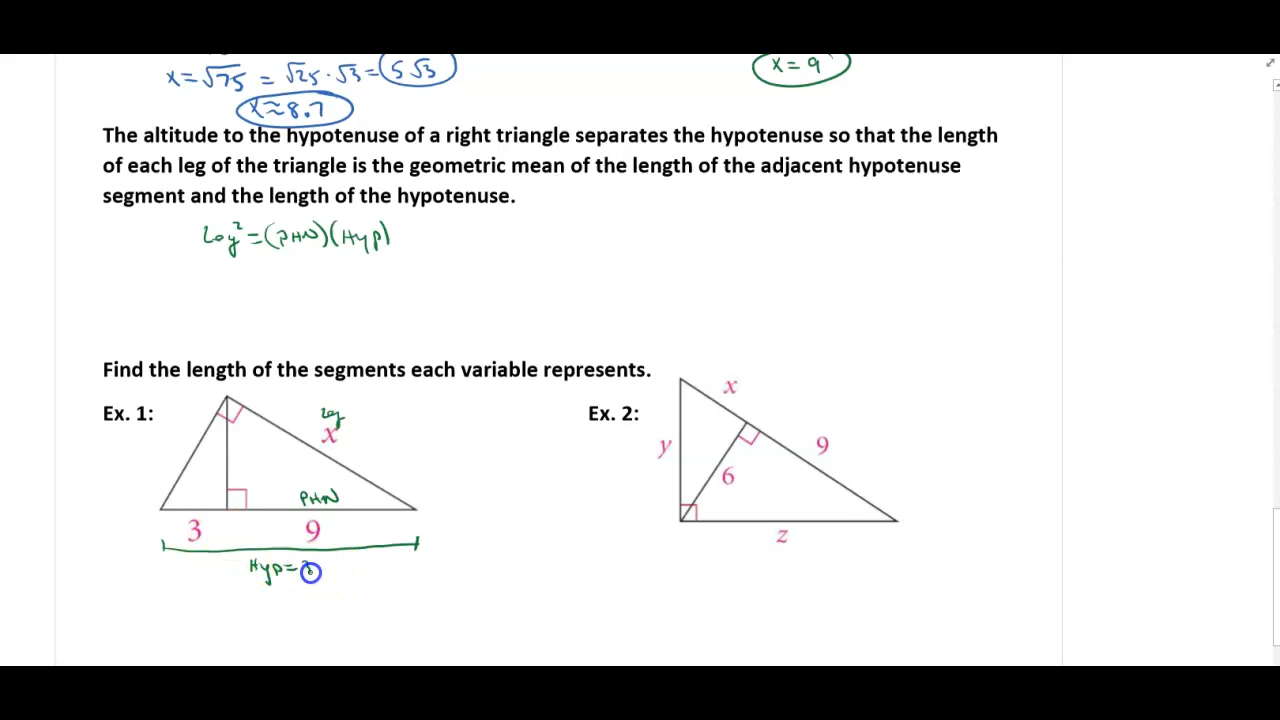 x = √75 = √25 · √3 = 5√3
x ≈ 8.7
x = 9
The altitude to the hypotenuse of a right triangle separates the hypotenuse so that the length
of each leg of the triangle is the geometric mean of the length of the adjacent hypotenuse
segment and the length of the hypotenuse.
Leg² = (PHN)(Hyp)
Find the length of the segments each variable represents.
Ex. 1:
Leg
x
PHN
3 9
Hyp =
Ex. 2:
x
y
9
6
z